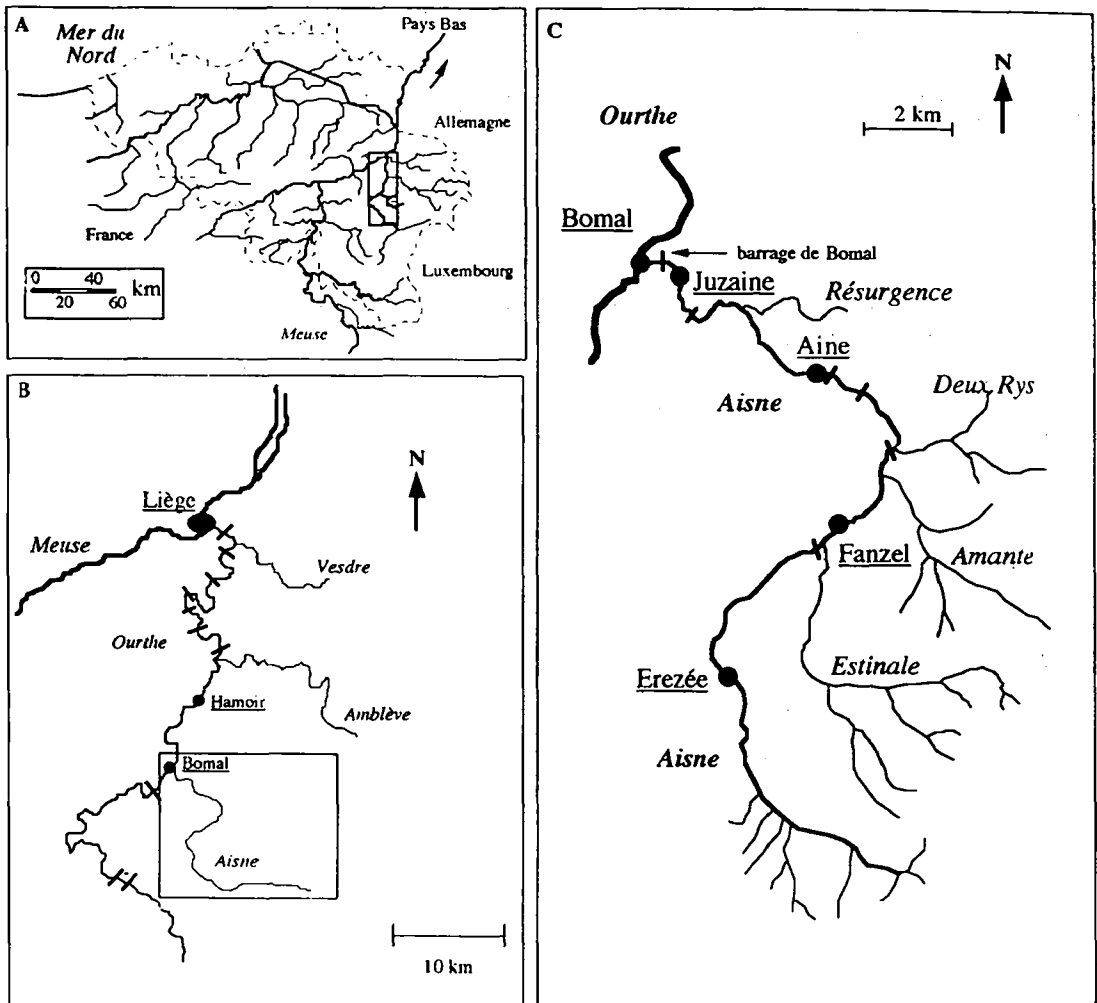 A
Mer du
Nord
Pays Bas
Allemagne
France
Luxembourg
Meuse
0 40
20 60
km
B
N
Liège
Meuse
Vesdre
Ourthe
Hamoir
Amblève
Bomal
Aisne
10 km
C
N
2 km
Ourthe
Bomal
barrage de Bomal
Juzaine
Résurgence
Aine
Aisne
Deux Rys
Fanzel
Amante
Erezée
Estinale
Aisne